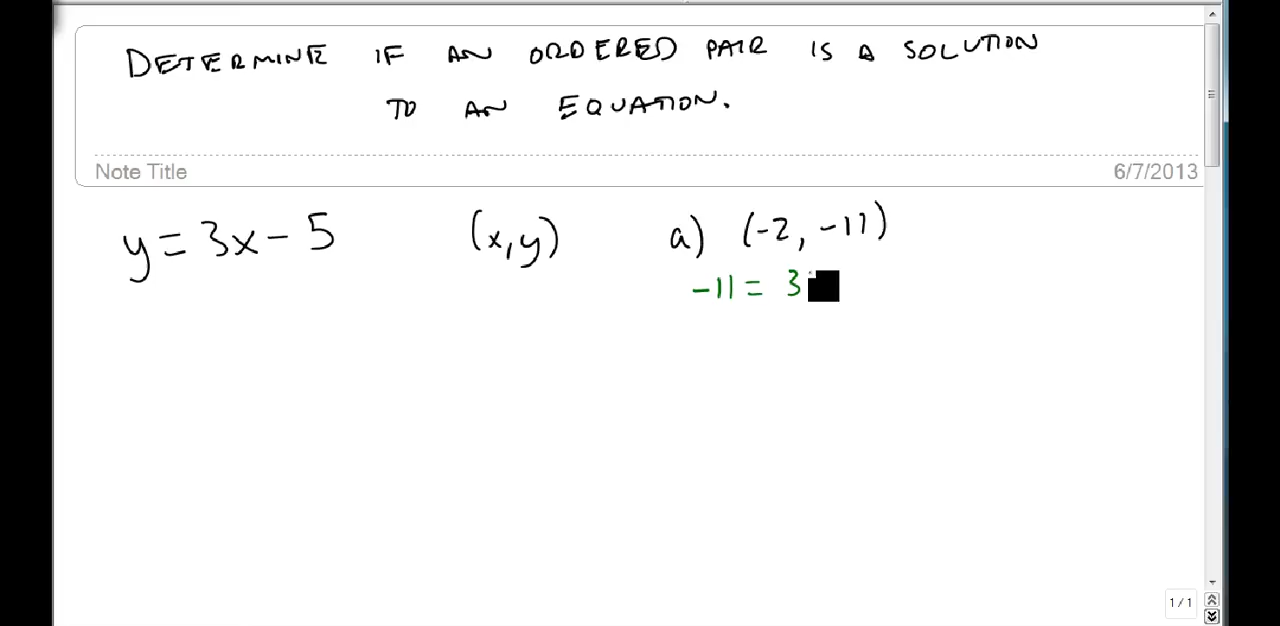 DETERMINE IF AN ORDERED PAIR IS A SOLUTION
TO AN EQUATION.
Note Title 6/7/2013
y = 3x - 5 (x,y) a) (-2, -11)
-11 = 3
1 / 1